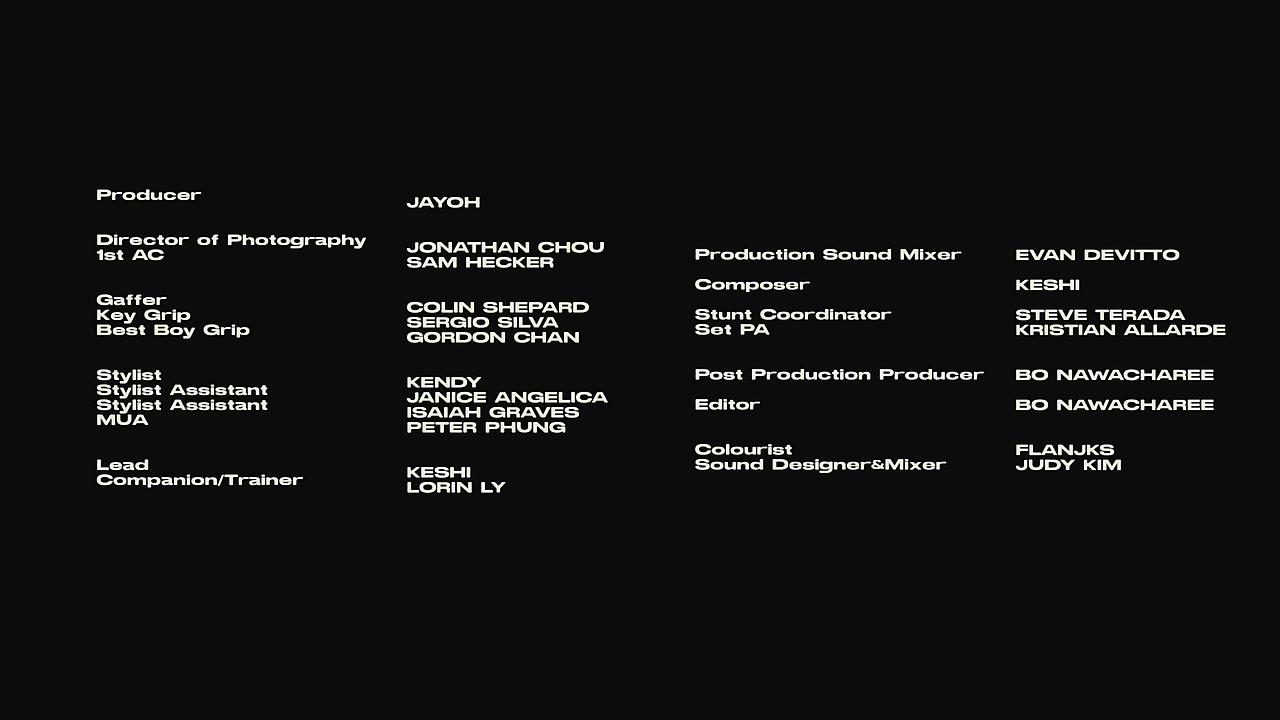 Producer JAYOH
Director of Photography JONATHAN CHOU
1st AC SAM HECKER
Gaffer COLIN SHEPARD
Key Grip SERGIO SILVA
Best Boy Grip GORDON CHAN
Stylist KENDY
Stylist Assistant JANICE ANGELICA
Stylist Assistant ISAIAH GRAVES
MUA PETER PHUNG
Lead KESHI
Companion/Trainer LORIN LY
Production Sound Mixer EVAN DEVITTO
Composer KESHI
Stunt Coordinator STEVE TERADA
Set PA KRISTIAN ALLARDE
Post Production Producer BO NAWACHAREE
Editor BO NAWACHAREE
Colourist FLANJKS
Sound Designer&Mixer JUDY KIM